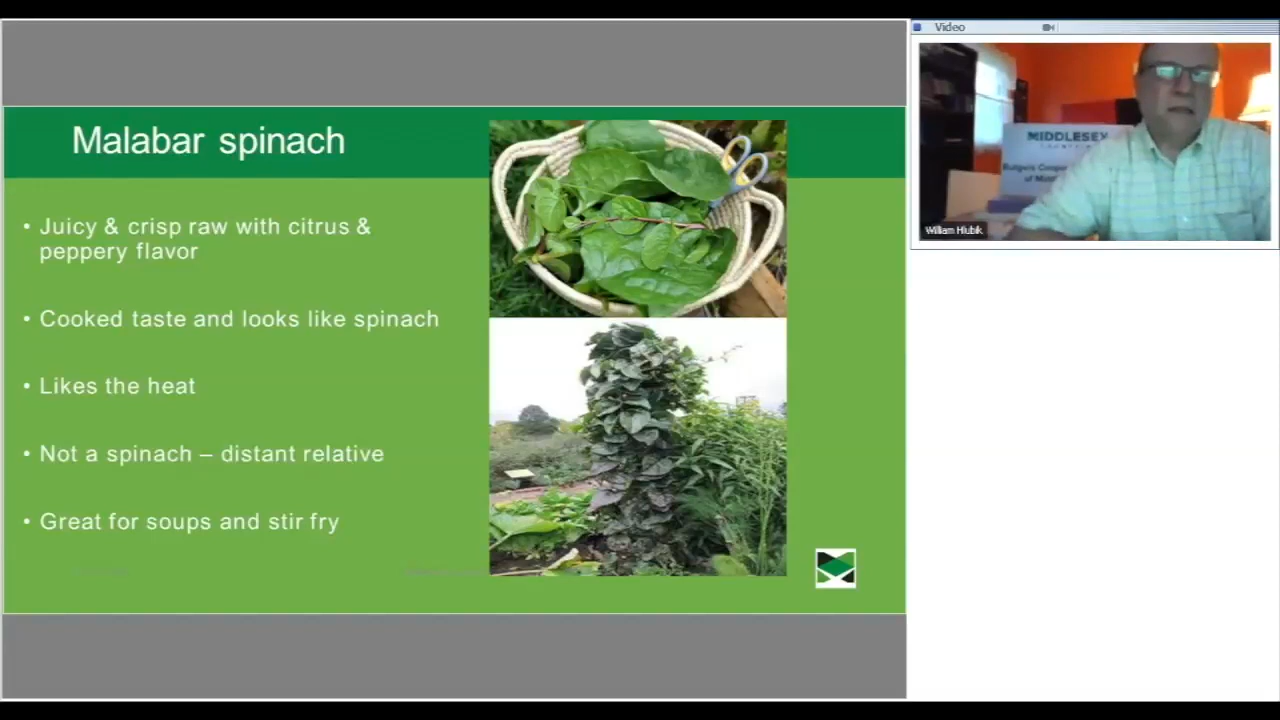 Malabar spinach
• Juicy & crisp raw with citrus &
peppery flavor
• Cooked taste and looks like spinach
• Likes the heat
• Not a spinach – distant relative
• Great for soups and stir fry
Video
MIDDLESEX
William Hlubik